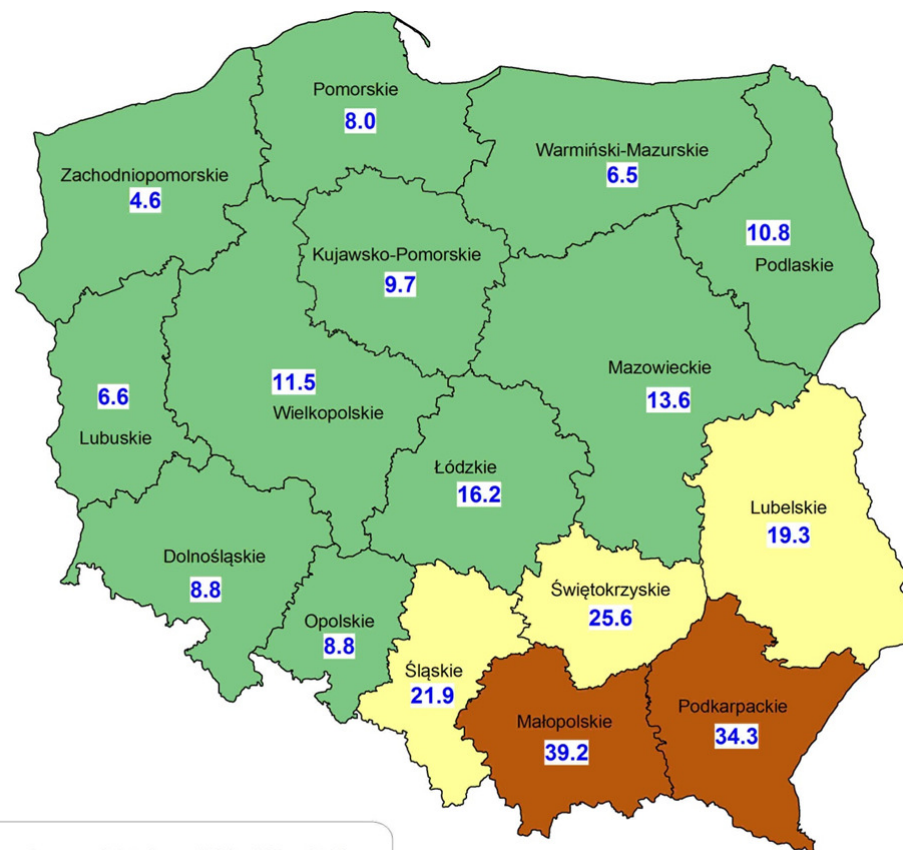 Pomorskie
8.0
Warmiński-Mazurskie
6.5
Zachodniopomorskie
4.6
10.8
Podlaskie
Kujawsko-Pomorskie
9.7
Mazowieckie
13.6
11.5
Wielkopolskie
6.6
Lubuskie
Łódzkie
16.2
Lubelskie
19.3
Dolnośląskie
8.8
Świętokrzyskie
25.6
Opolskie
8.8
Śląskie
21.9
Małopolskie
39.2
Podkarpackie
34.3